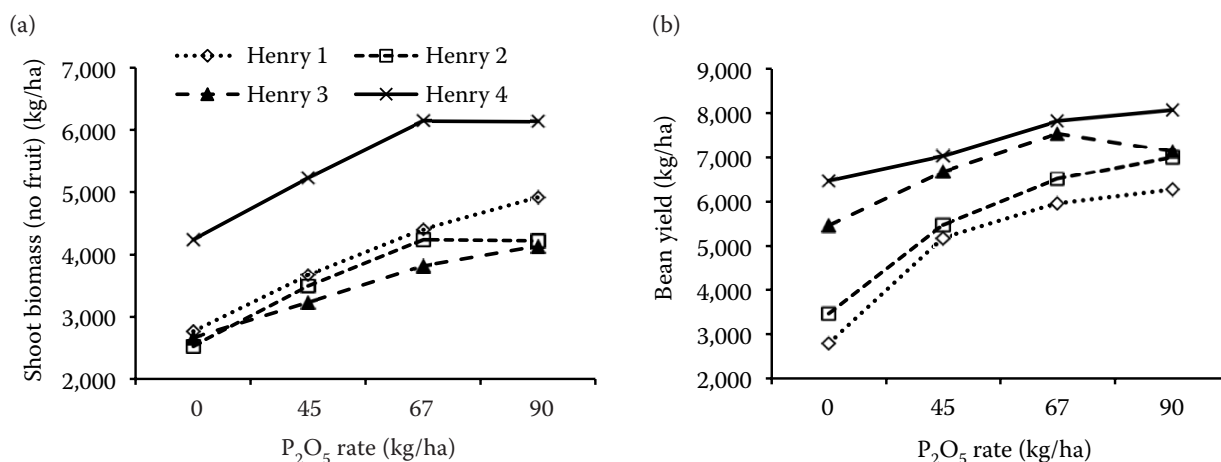 (a)
Henry 1 Henry 2
Henry 3 Henry 4
Shoot biomass (no fruit) (kg/ha)
7,000
6,000
5,000
4,000
3,000
2,000
0 45 67 90
P₂O₅ rate (kg/ha)
(b)
Bean yield (kg/ha)
9,000
8,000
7,000
6,000
5,000
4,000
3,000
2,000
0 45 67 90
P₂O₅ rate (kg/ha)